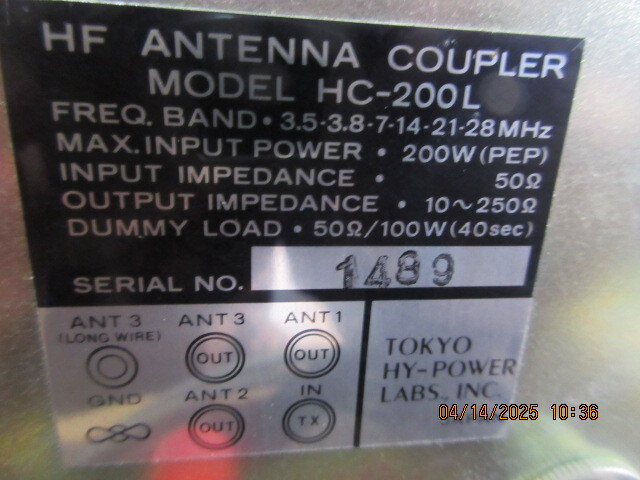 HF ANTENNA COUPLER
MODEL HC-200L
FREQ. BAND • 3.5-3.8-7-14-21-28MHz
MAX. INPUT POWER • 200W (PEP)
INPUT IMPEDANCE • 50Ω
OUTPUT IMPEDANCE • 10~250Ω
DUMMY LOAD • 50Ω/100W (40sec)
SERIAL NO. 1489
ANT 3 ANT 3 ANT 1
(LONG WIRE)
OUT OUT
GND ANT 2 IN
OUT TX
TOKYO
HY-POWER
LABS., INC.
04/14/2025 10:36